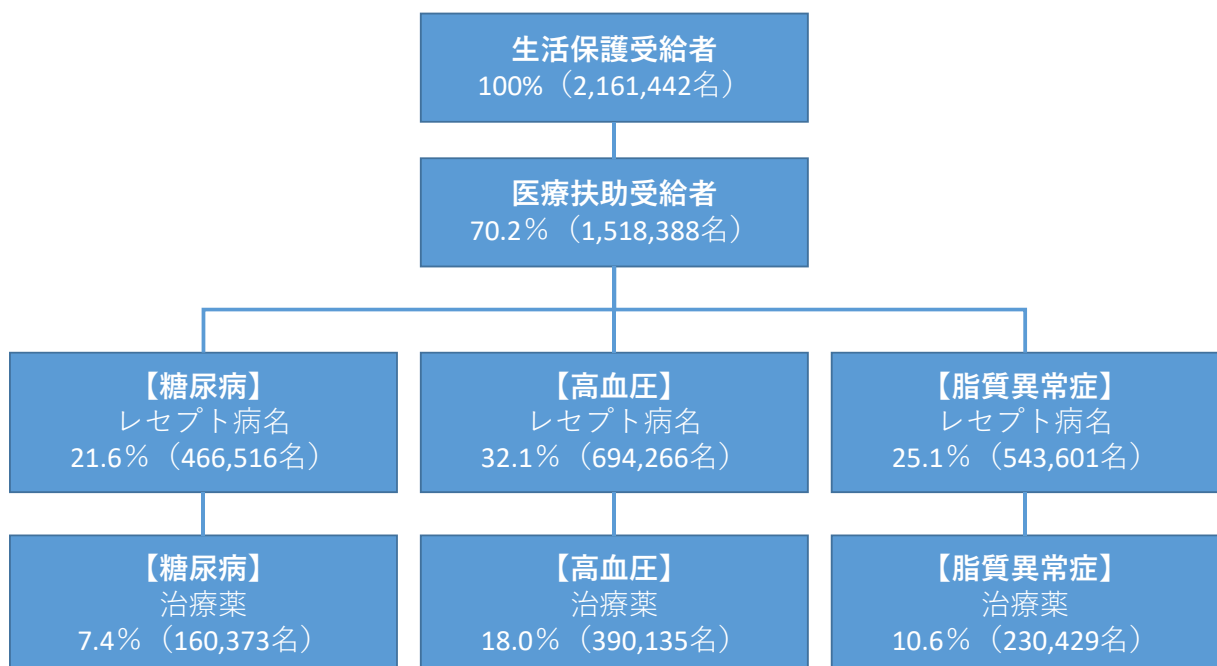 生活保護受給者
100%（2,161,442名）
医療扶助受給者
70.2％（1,518,388名）
【糖尿病】
レセプト病名
21.6％（466,516名）
【高血圧】
レセプト病名
32.1％（694,266名）
【脂質異常症】
レセプト病名
25.1％（543,601名）
【糖尿病】
治療薬
7.4％（160,373名）
【高血圧】
治療薬
18.0％（390,135名）
【脂質異常症】
治療薬
10.6％（230,429名）